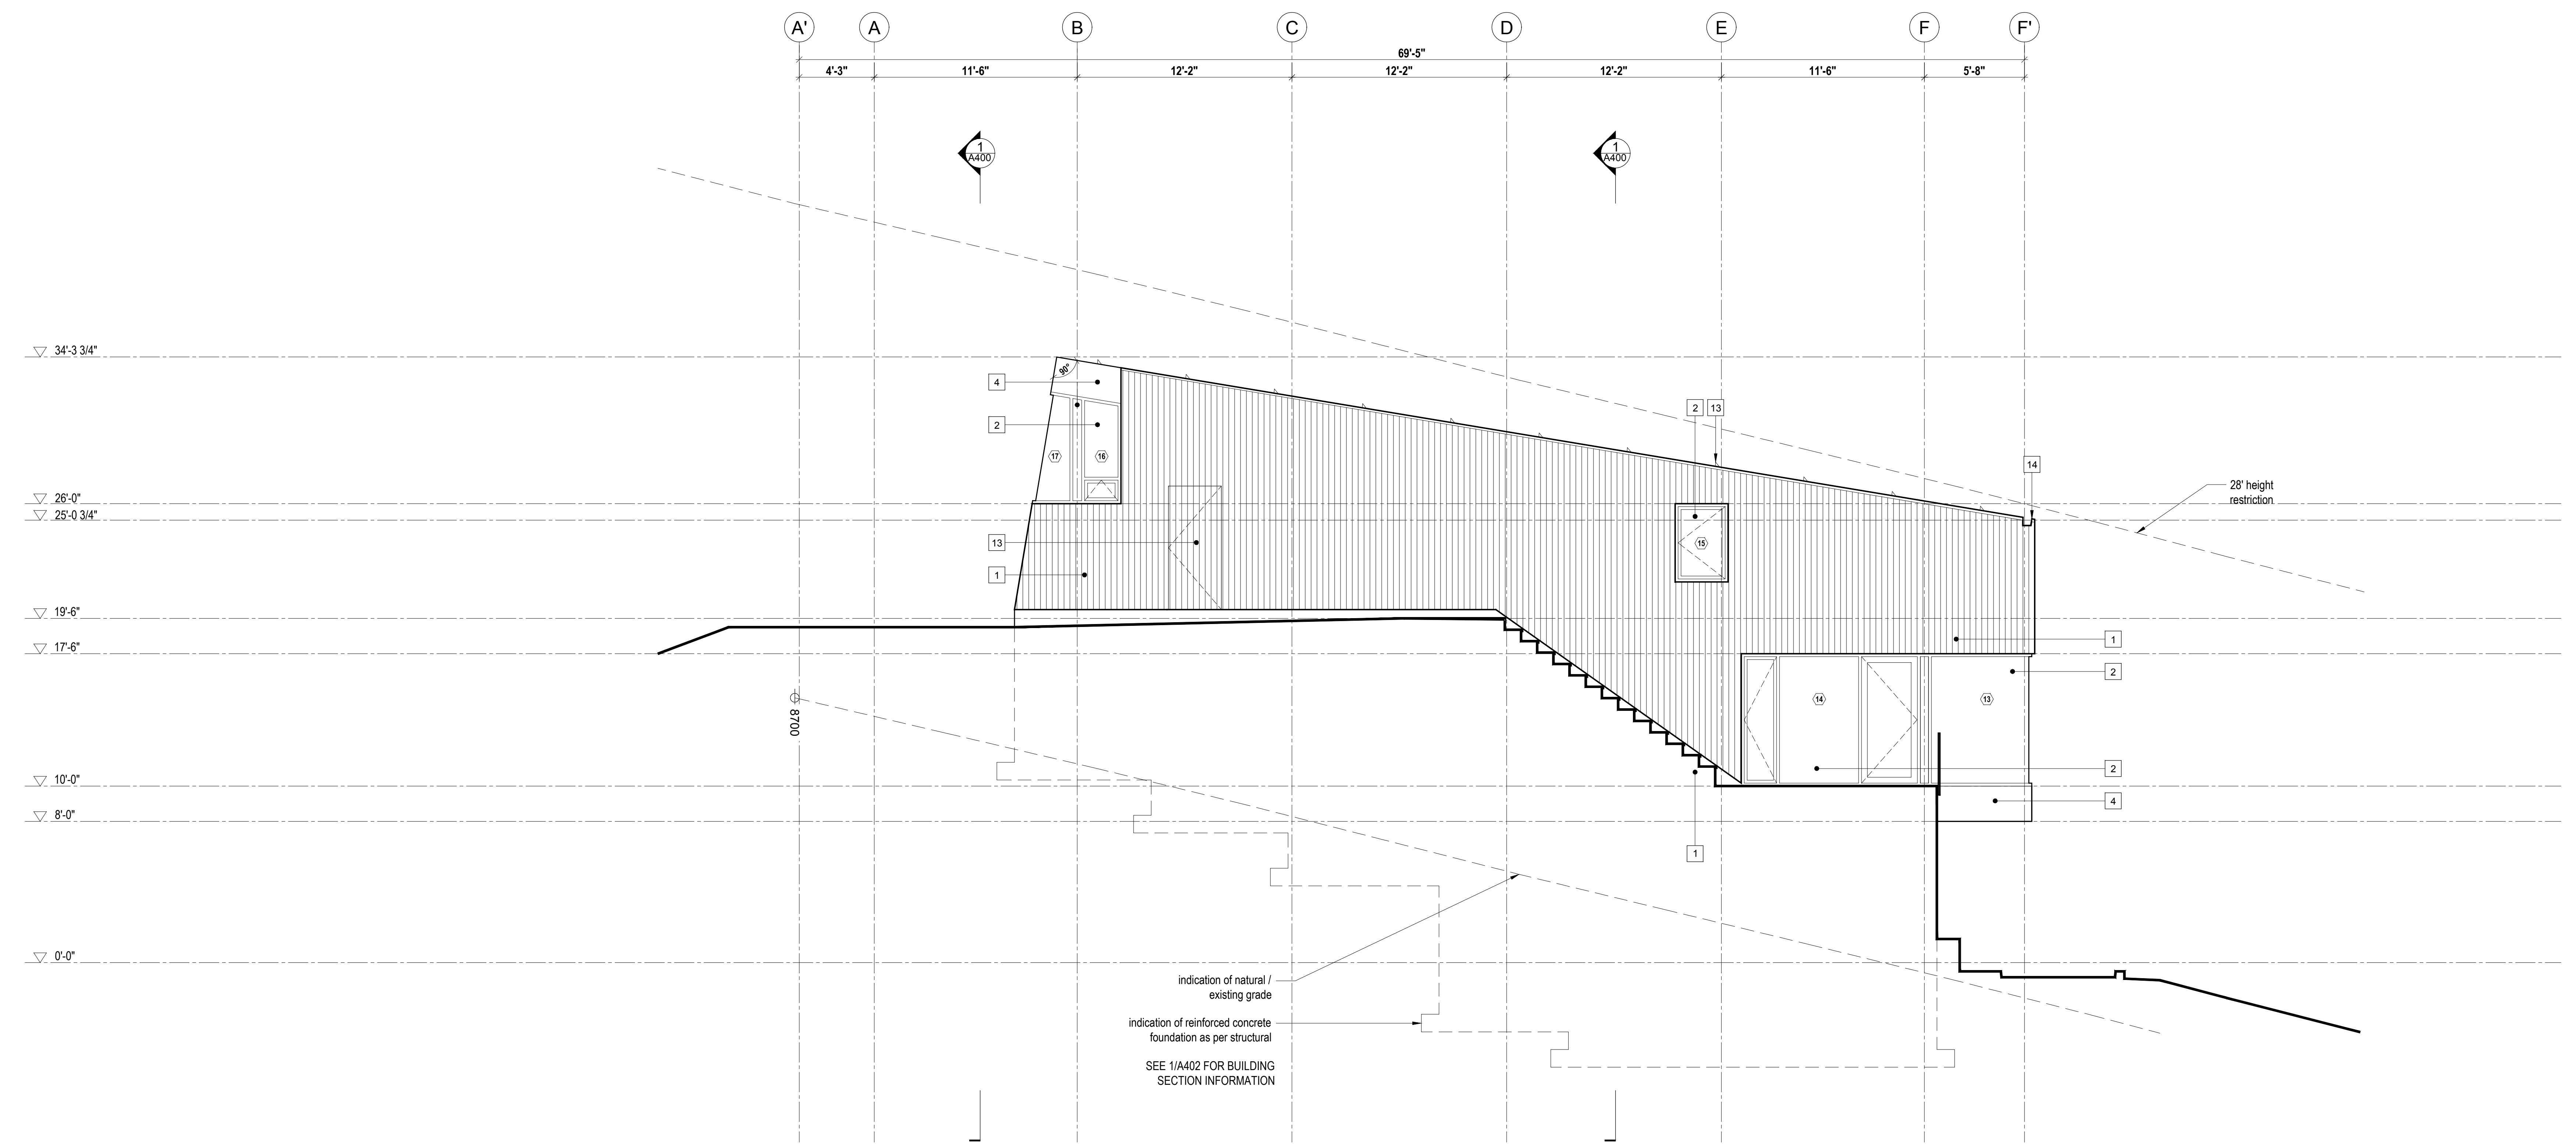 A' A B C D E F F'
69'-5"
4'-3" 11'-6" 12'-2" 12'-2" 12'-2" 11'-6" 5'-8"
1 1
A400 A400
34'-3 3/4"
90°
4
2 13
2
17 16
14
28' height
restriction
26'-0"
25'-0 3/4"
2
13
15
1
19'-6"
1
17'-6"
2
14 13
8700
2
10'-0"
4
8'-0"
1
0'-0"
indication of natural /
existing grade
indication of reinforced concrete
foundation as per structural
SEE 1/A402 FOR BUILDING
SECTION INFORMATION